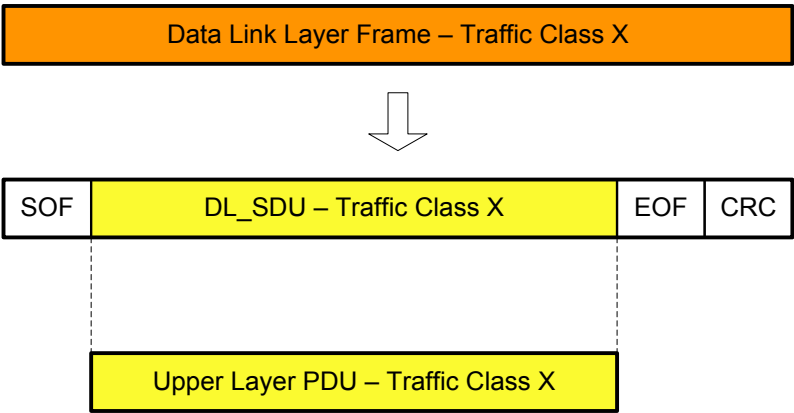 Data Link Layer Frame – Traffic Class X
SOF DL_SDU – Traffic Class X EOF CRC
Upper Layer PDU – Traffic Class X